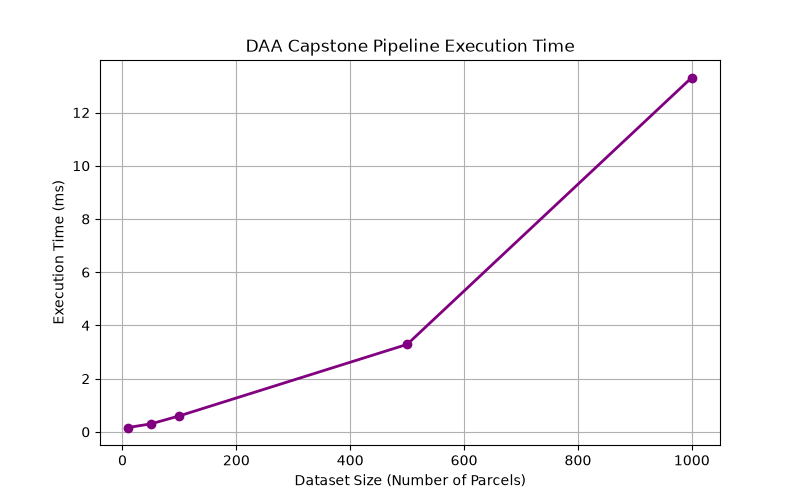 DAA Capstone Pipeline Execution Time
Execution Time (ms)
12
10
8
6
4
2
0
0 200 400 600 800 1000
Dataset Size (Number of Parcels)